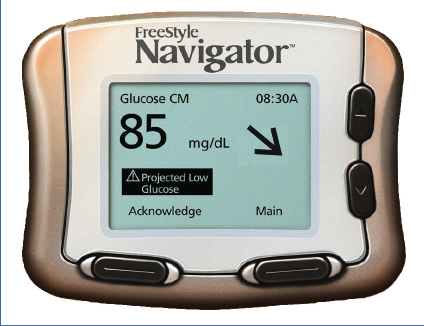 FreeStyle
Navigator™
Glucose CM 08:30A
85 mg/dL
Projected Low
Glucose
Acknowledge Main